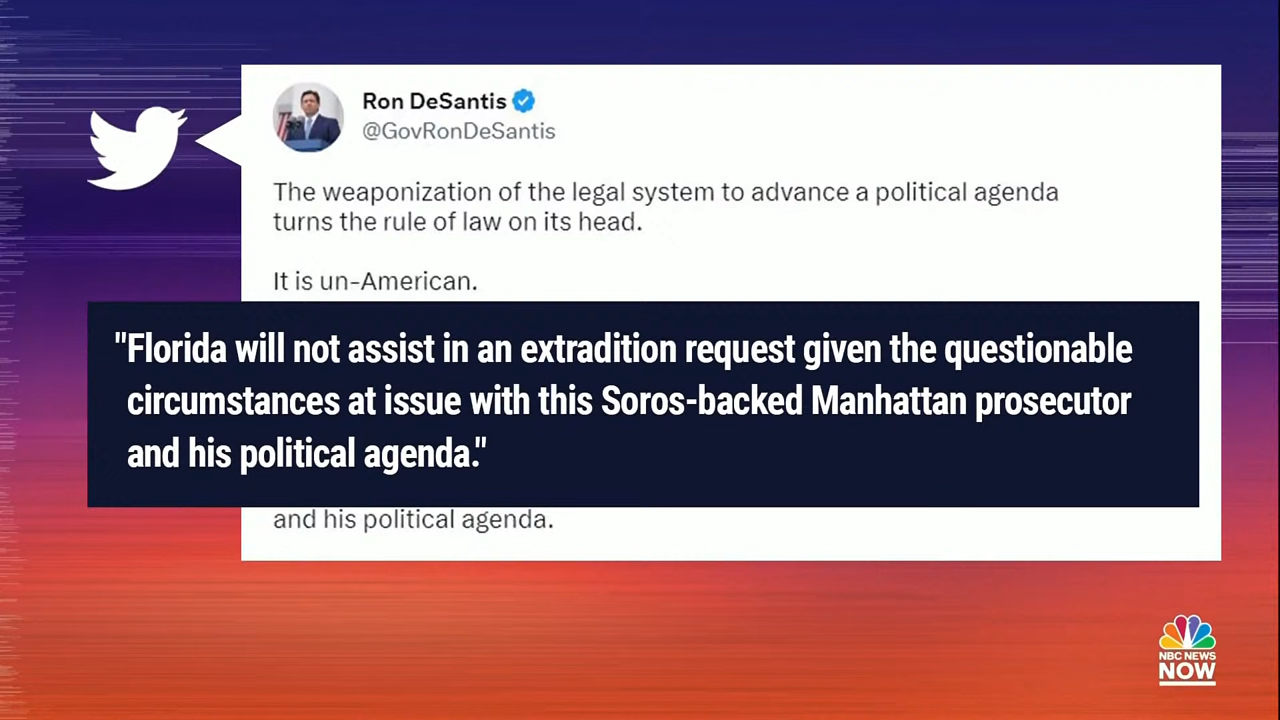 Ron DeSantis
@GovRonDeSantis
The weaponization of the legal system to advance a political agenda
turns the rule of law on its head.
It is un-American.
"Florida will not assist in an extradition request given the questionable
circumstances at issue with this Soros-backed Manhattan prosecutor
and his political agenda."
and his political agenda.
NBC NEWS
NOW